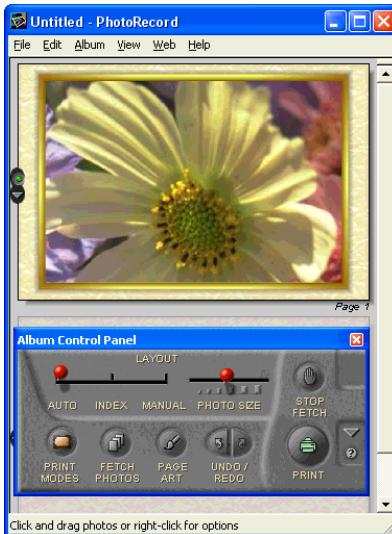 Untitled - PhotoRecord
File Edit Album View Web Help
Page 1
Album Control Panel
LAYOUT
AUTO INDEX MANUAL PHOTO SIZE
STOP
FETCH
PRINT
MODES
FETCH
PHOTOS
PAGE
ART
UNDO /
REDO
PRINT
?
Click and drag photos or right-click for options